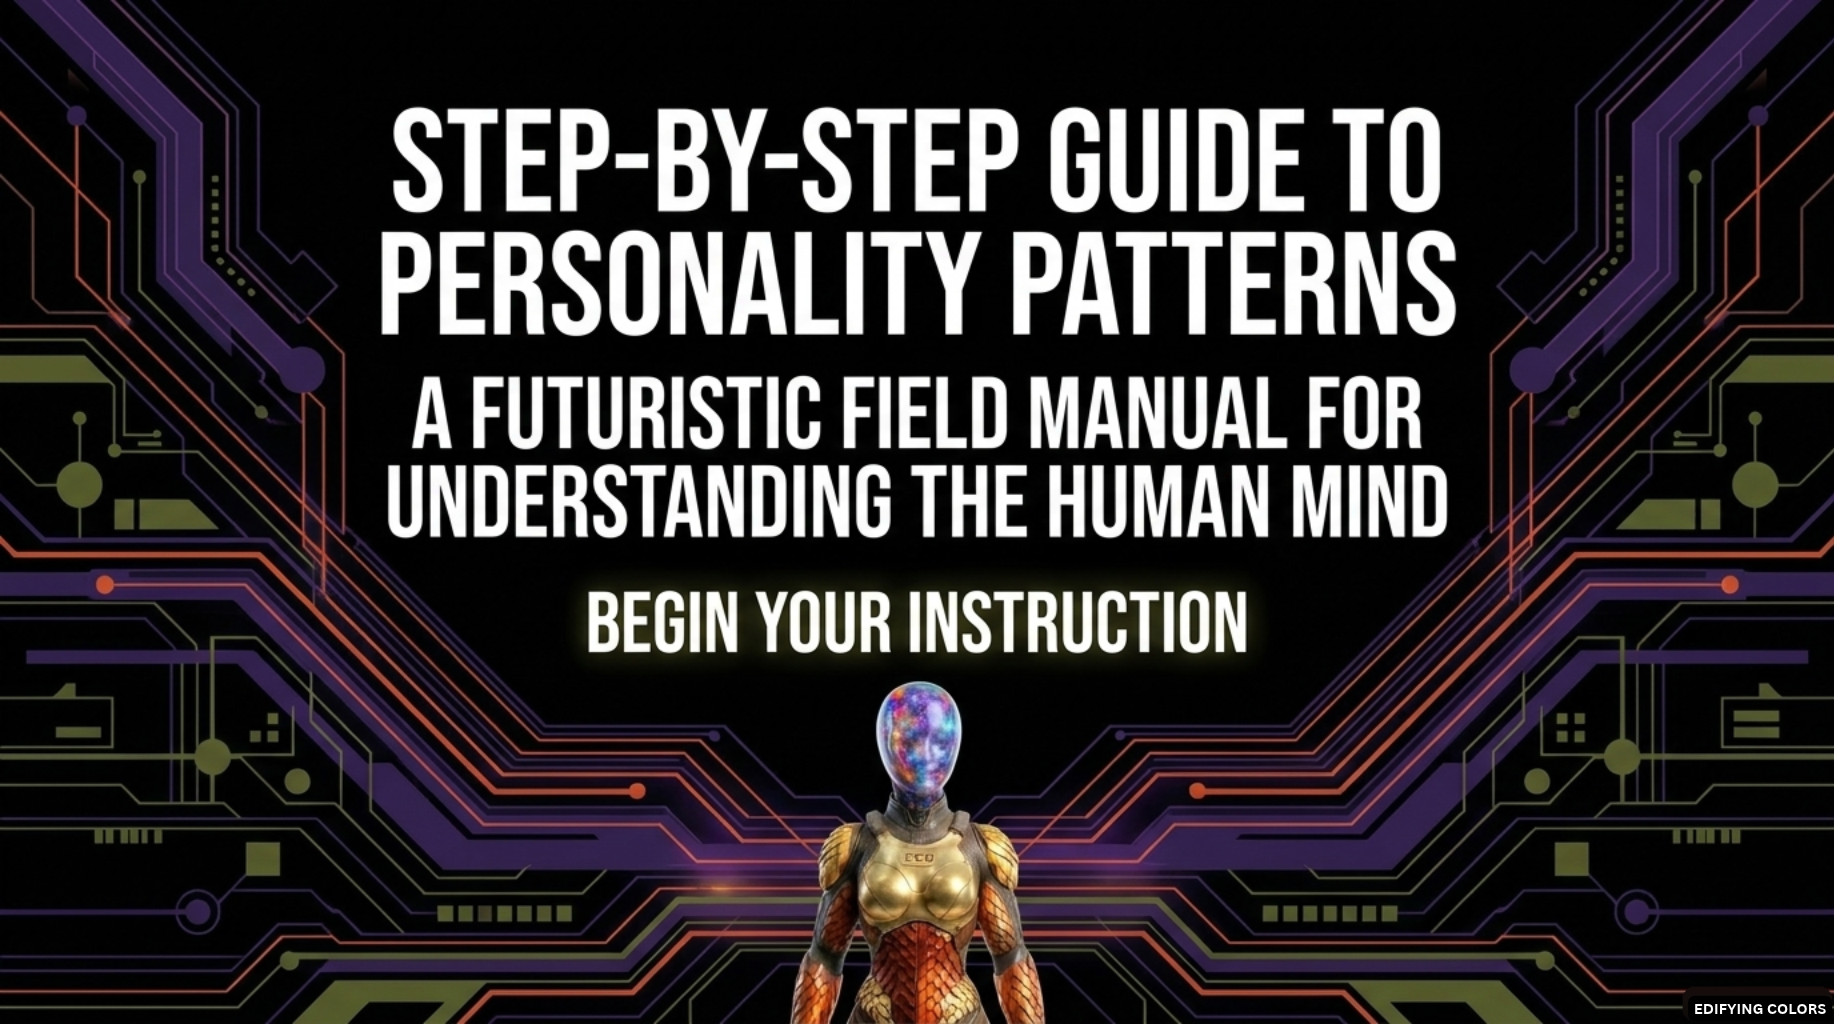 STEP-BY-STEP GUIDE TO
PERSONALITY PATTERNS
A FUTURISTIC FIELD MANUAL FOR
UNDERSTANDING THE HUMAN MIND
BEGIN YOUR INSTRUCTION
ECO
EDIFYING COLORS